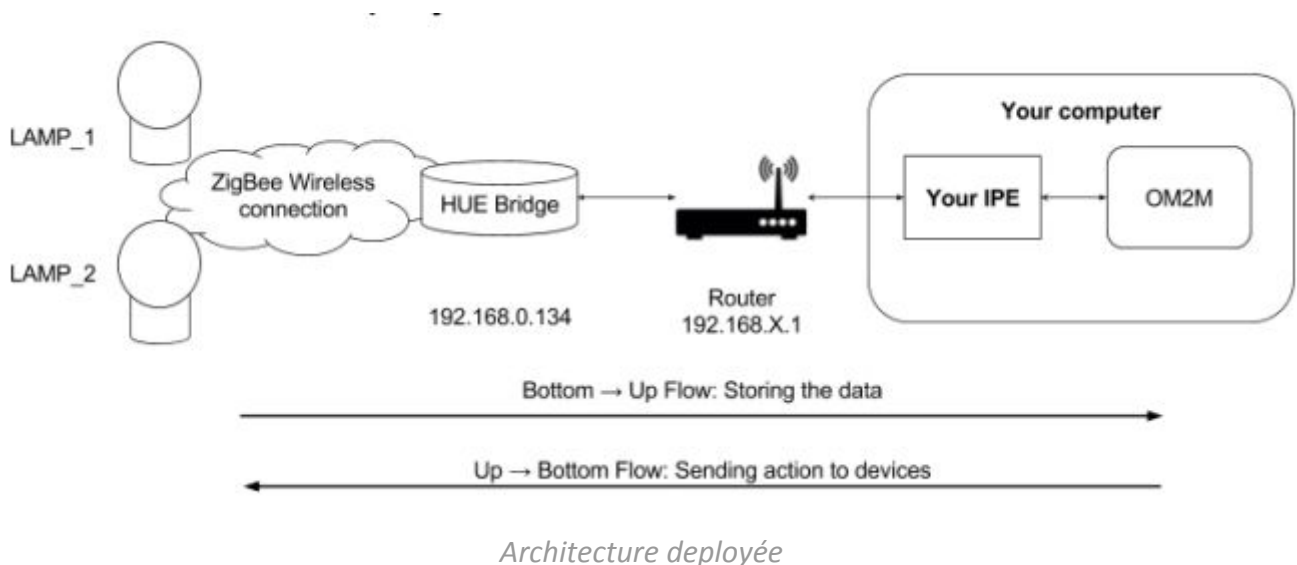 Your computer
LAMP_1
ZigBee Wireless
connection
HUE Bridge
Your IPE
OM2M
LAMP_2
192.168.0.134
Router
192.168.X.1
Bottom → Up Flow: Storing the data
Up → Bottom Flow: Sending action to devices
Architecture deployée